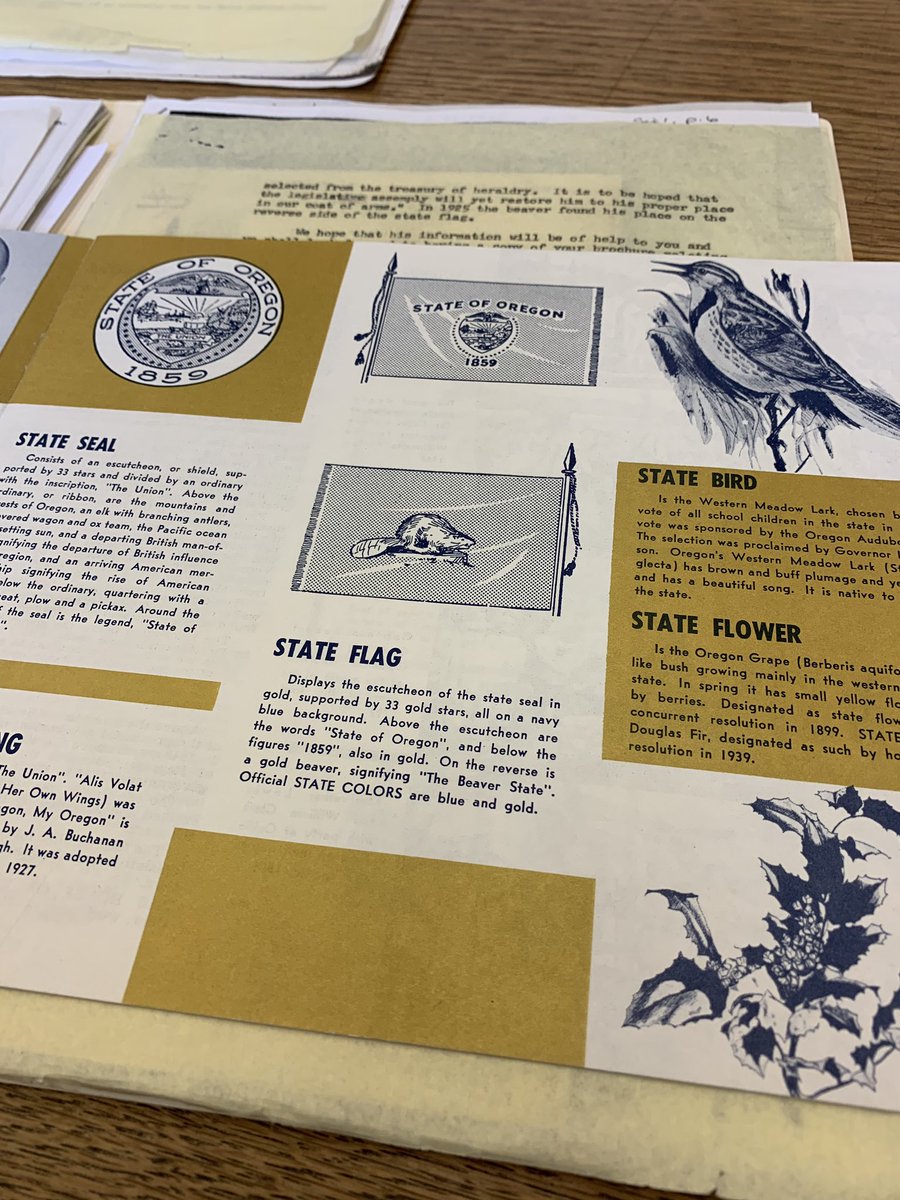 selected from the treasury of heraldry. It is to be hoped that
the legislative assembly will yet restore him to his proper place
in our coat of arms." In 1925 the beaver found his place on the
reverse side of the state flag.
We hope that his information will be of help to you and
STATE OF OREGON
1859
STATE SEAL
Consists of an escutcheon, or shield, sup-
ported by 33 stars and divided by an ordinary
with the inscription, "The Union". Above the
ordinary, or ribbon, are the mountains and
ests of Oregon, an elk with branching antlers,
vered wagon and ox team, the Pacific ocean
setting sun, and a departing British man-of-
gnifying the departure of British influence
region, and an arriving American mer-
hip signifying the rise of American
elow the ordinary, quartering with a
eat, plow and a pickax. Around the
f the seal is the legend, "State of
".
NG
The Union". "Alis Volat
Her Own Wings) was
gon, My Oregon" is
by J. A. Buchanan
gh. It was adopted
1927.
STATE OF OREGON
1859
STATE FLAG
Displays the escutcheon of the state seal in
gold, supported by 33 gold stars, all on a navy
blue background. Above the escutcheon are
the words "State of Oregon", and below the
figures "1859", also in gold. On the reverse is
a gold beaver, signifying "The Beaver State".
Official STATE COLORS are blue and gold.
STATE BIRD
Is the Western Meadow Lark, chosen b
vote of all school children in the state in
vote was sponsored by the Oregon Audubo
The selection was proclaimed by Governor
son. Oregon's Western Meadow Lark (St
glecta) has brown and buff plumage and ye
and has a beautiful song. It is native to
the state.
STATE FLOWER
Is the Oregon Grape (Berberis aquifo
like bush growing mainly in the western
state. In spring it has small yellow flo
by berries. Designated as state flow
concurrent resolution in 1899. STATE
Douglas Fir, designated as such by ho
resolution in 1939.